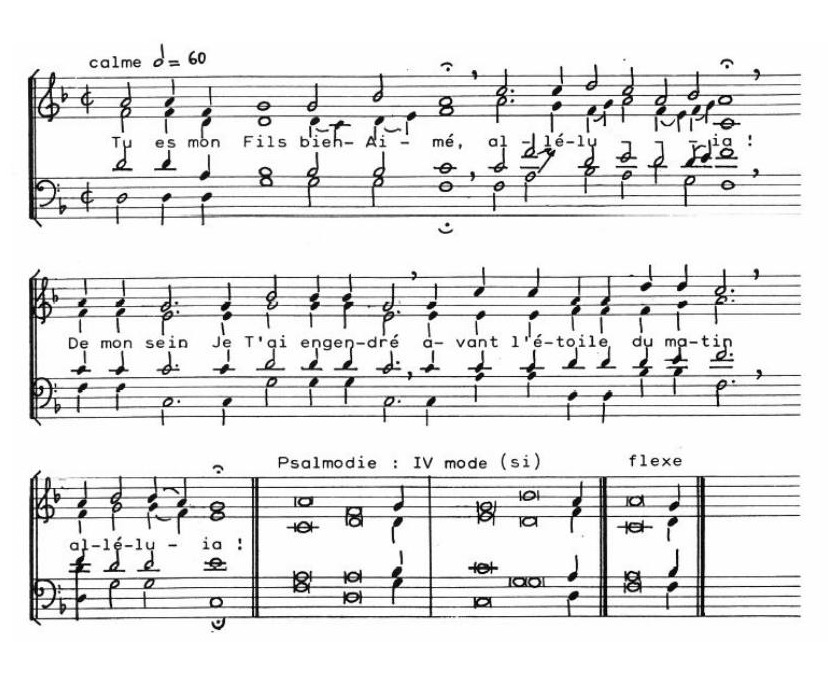 calme = 60
Tu es mon Fils bien- Ai - mé, al - lé-lu - - ia !
De mon sein Je T'ai engen-dré a- vant l'é-toile du ma-tin
Psalmodie : IV mode (si) flexe
al-lé-lu - ia !